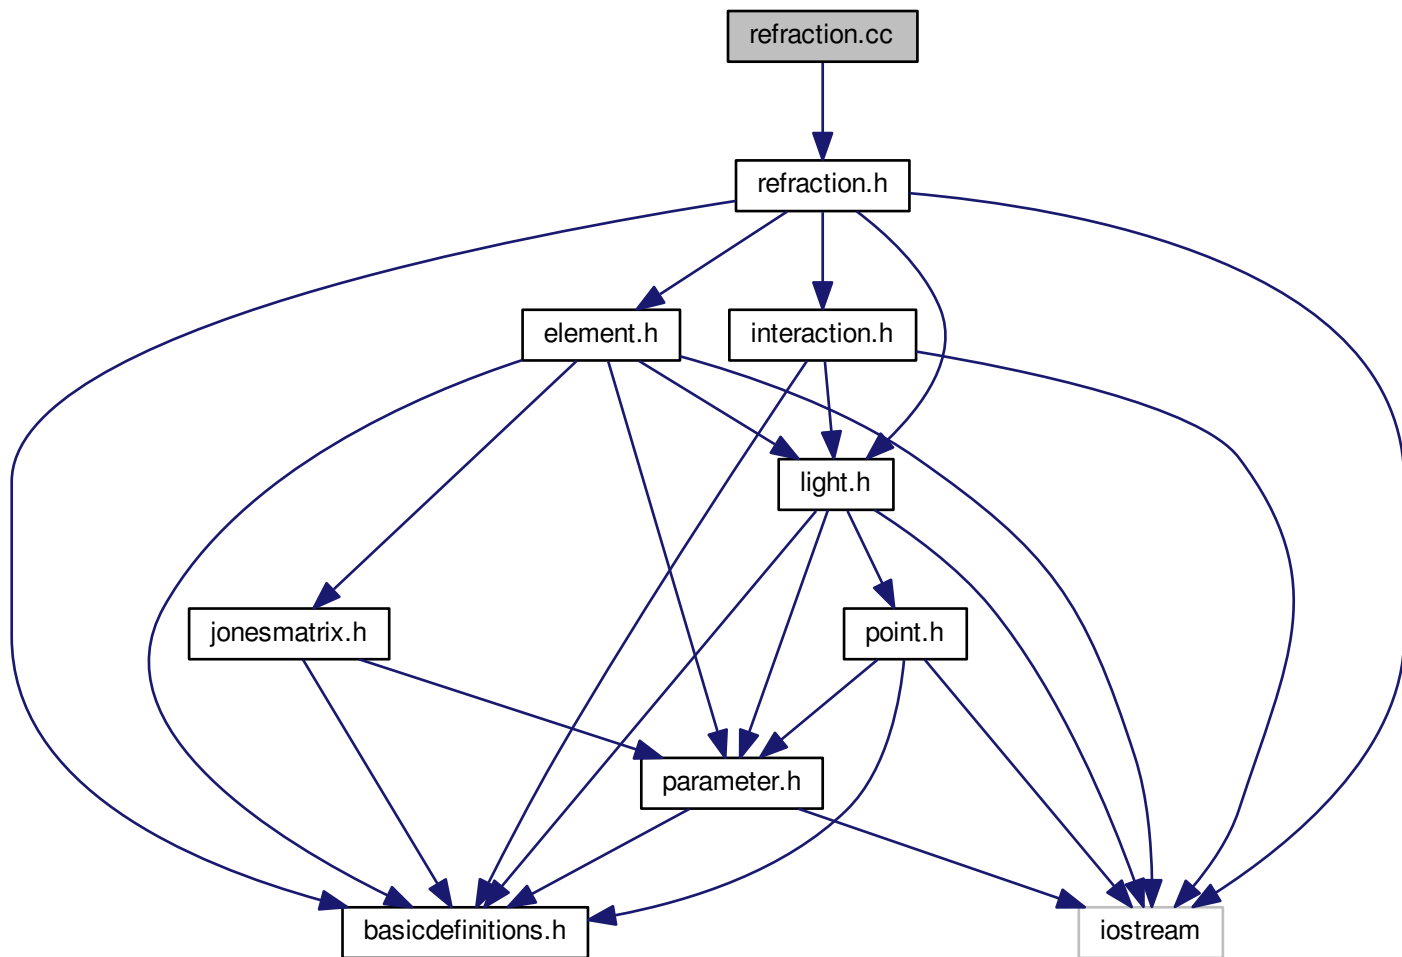 refraction.cc
refraction.h
element.h
interaction.h
light.h
jonesmatrix.h
point.h
parameter.h
basicdefinitions.h
iostream